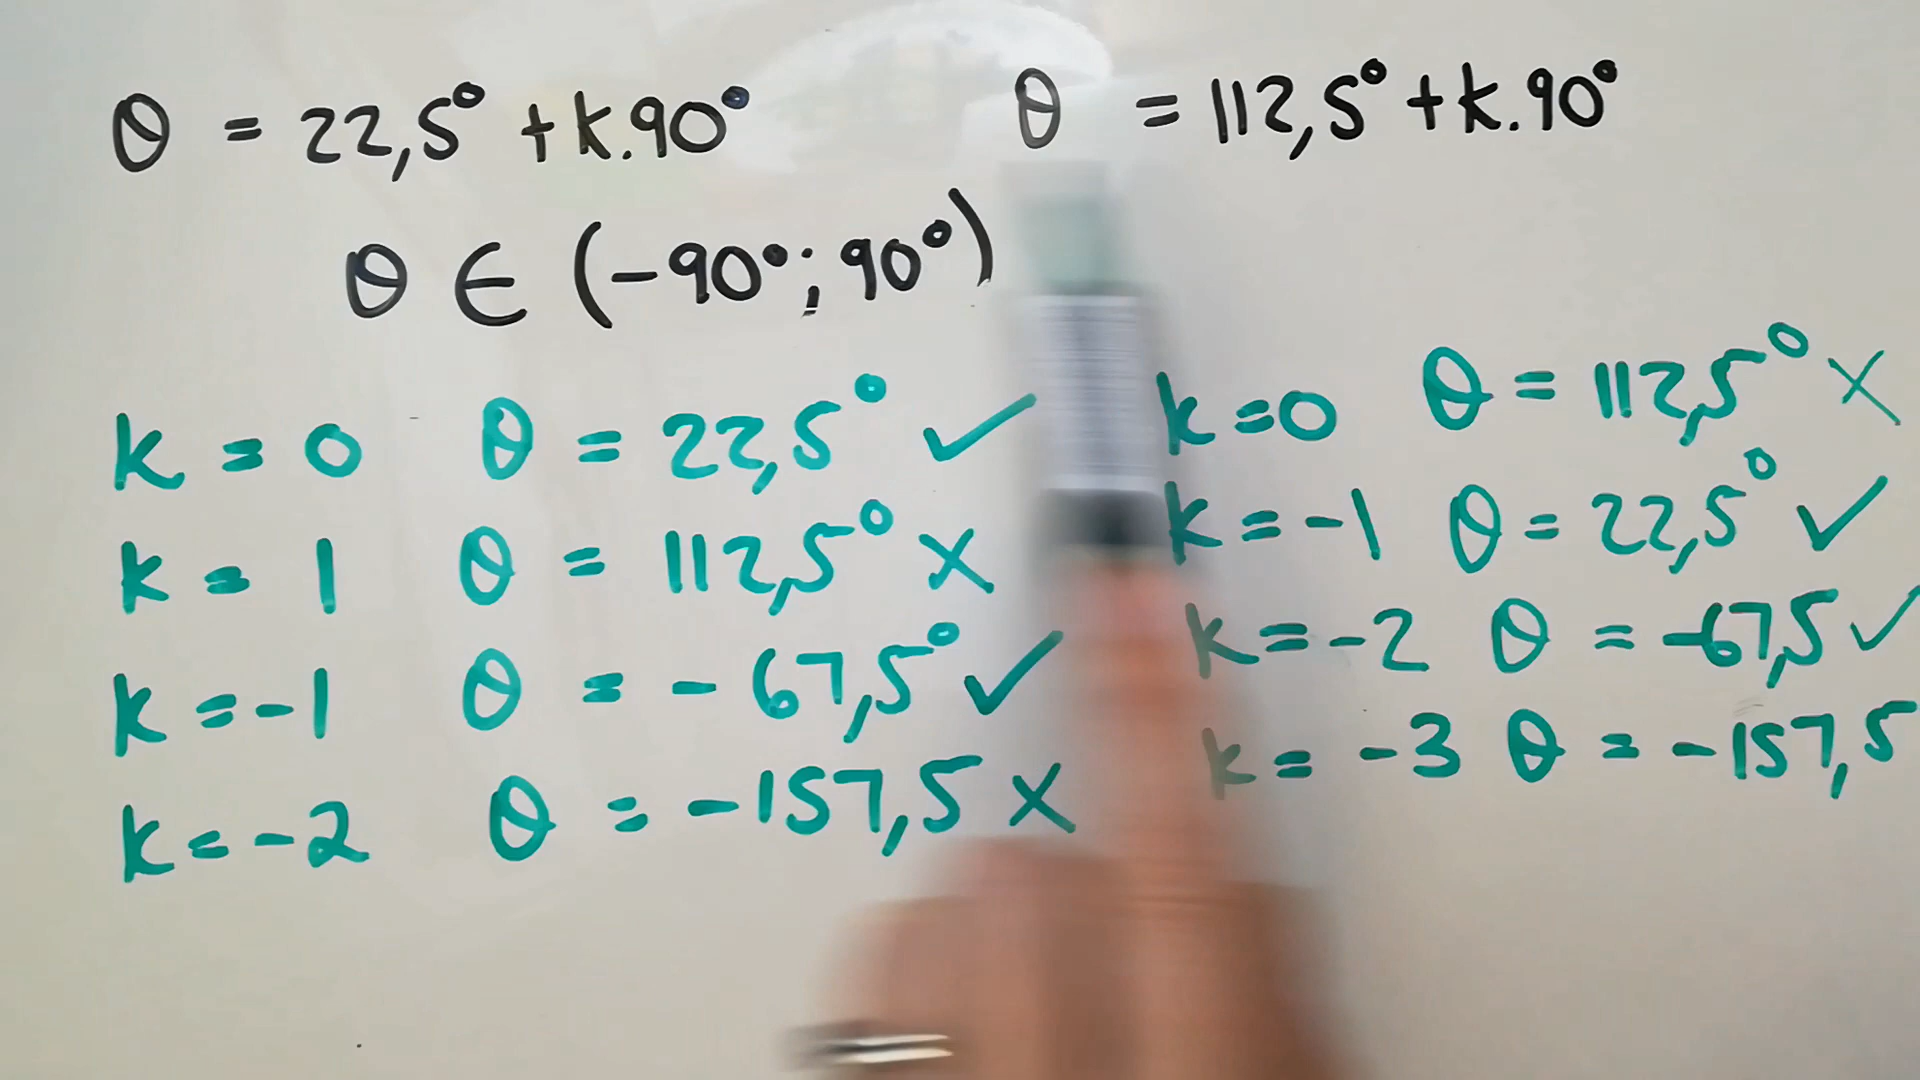 θ = 22,5° + k.90°
θ = 112,5° + k.90°
θ ∈ (-90°; 90°)
k = 0 θ = 22,5° ✓
k = 1 θ = 112,5° x
k = -1 θ = -67,5° ✓
k = -2 θ = -157,5 x
k = 0 θ = 112,5° x
k = -1 θ = 22,5° ✓
k = -2 θ = -67,5 ✓
k = -3 θ = -157,5